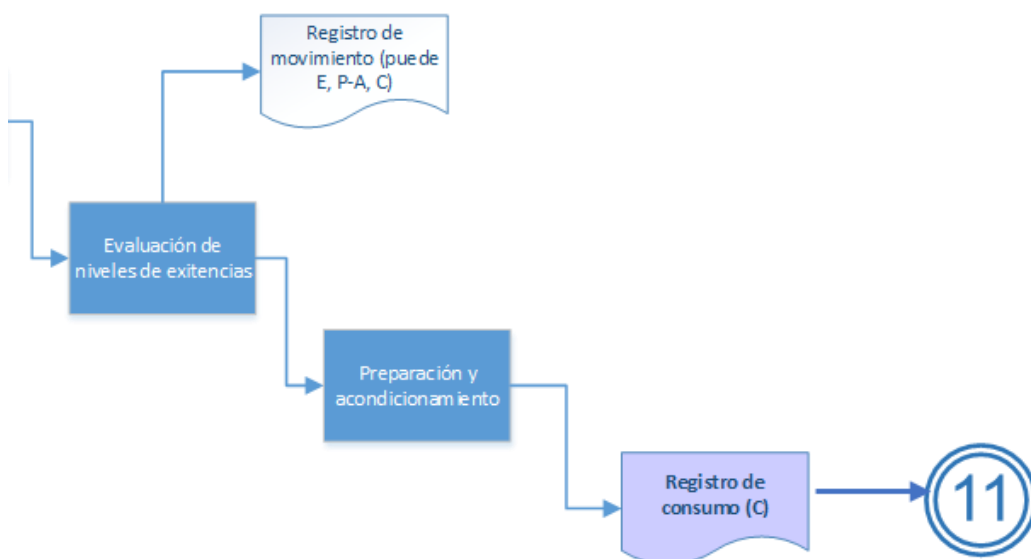 Registro de
movimiento (puede
E, P-A, C)
Evaluación de
niveles de exitencias
Preparación y
acondicionamiento
Registro de
consumo (C)
11